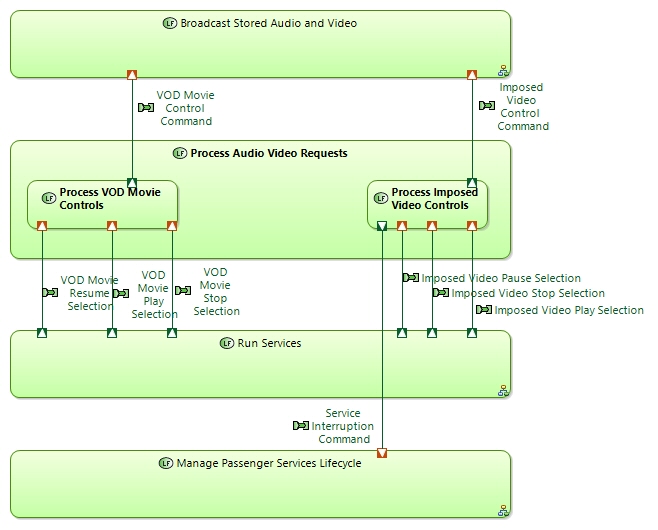 LF Broadcast Stored Audio and Video
VOD Movie
Control
Command
Imposed
Video
Control
Command
LF Process Audio Video Requests
LF Process VOD Movie
Controls
LF Process Imposed
Video Controls
VOD Movie
Resume
Selection
VOD
Movie
Play
Selection
VOD
Movie
Stop
Selection
Imposed Video Pause Selection
Imposed Video Stop Selection
Imposed Video Play Selection
LF Run Services
Service
Interruption
Command
LF Manage Passenger Services Lifecycle